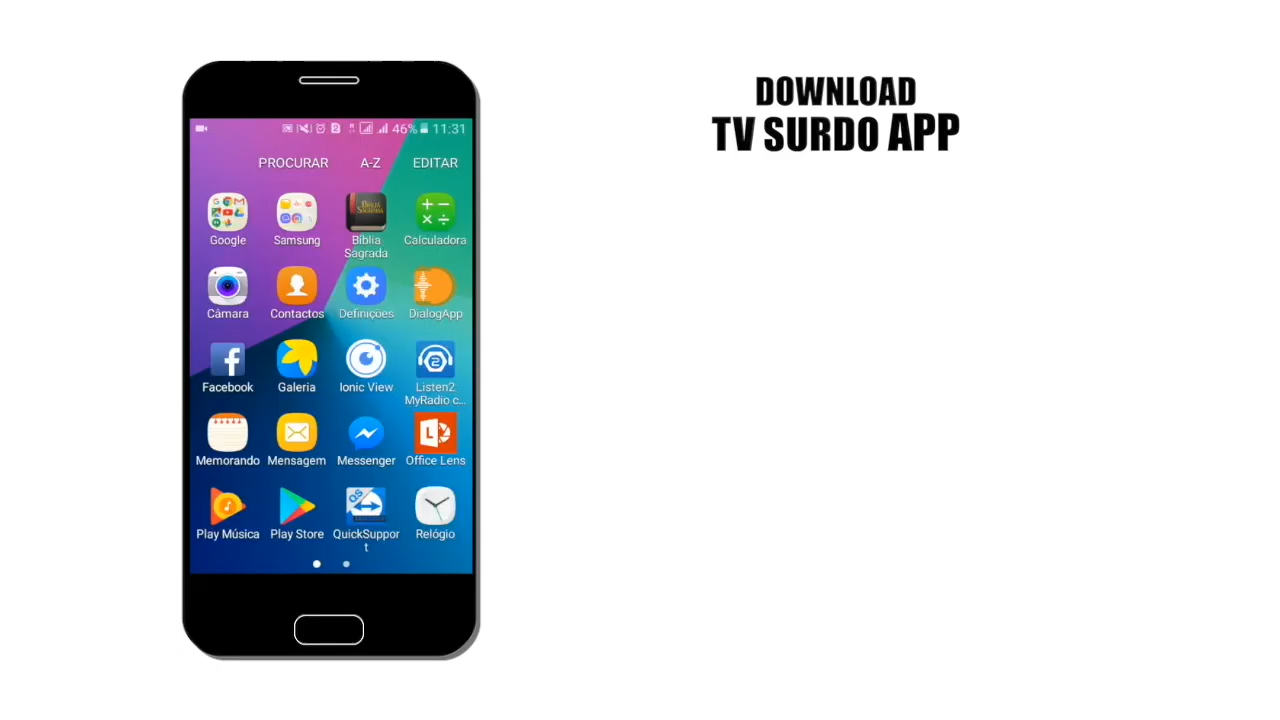 DOWNLOAD
TV SURDO APP
46% 11:31
PROCURAR A-Z EDITAR
Google Samsung Bíblia Sagrada Calculadora
Câmara Contactos Definições DialogApp
Facebook Galeria Ionic View Listen2 MyRadio c...
Memorando Mensagem Messenger Office Lens
Play Música Play Store QuickSupport Relógio